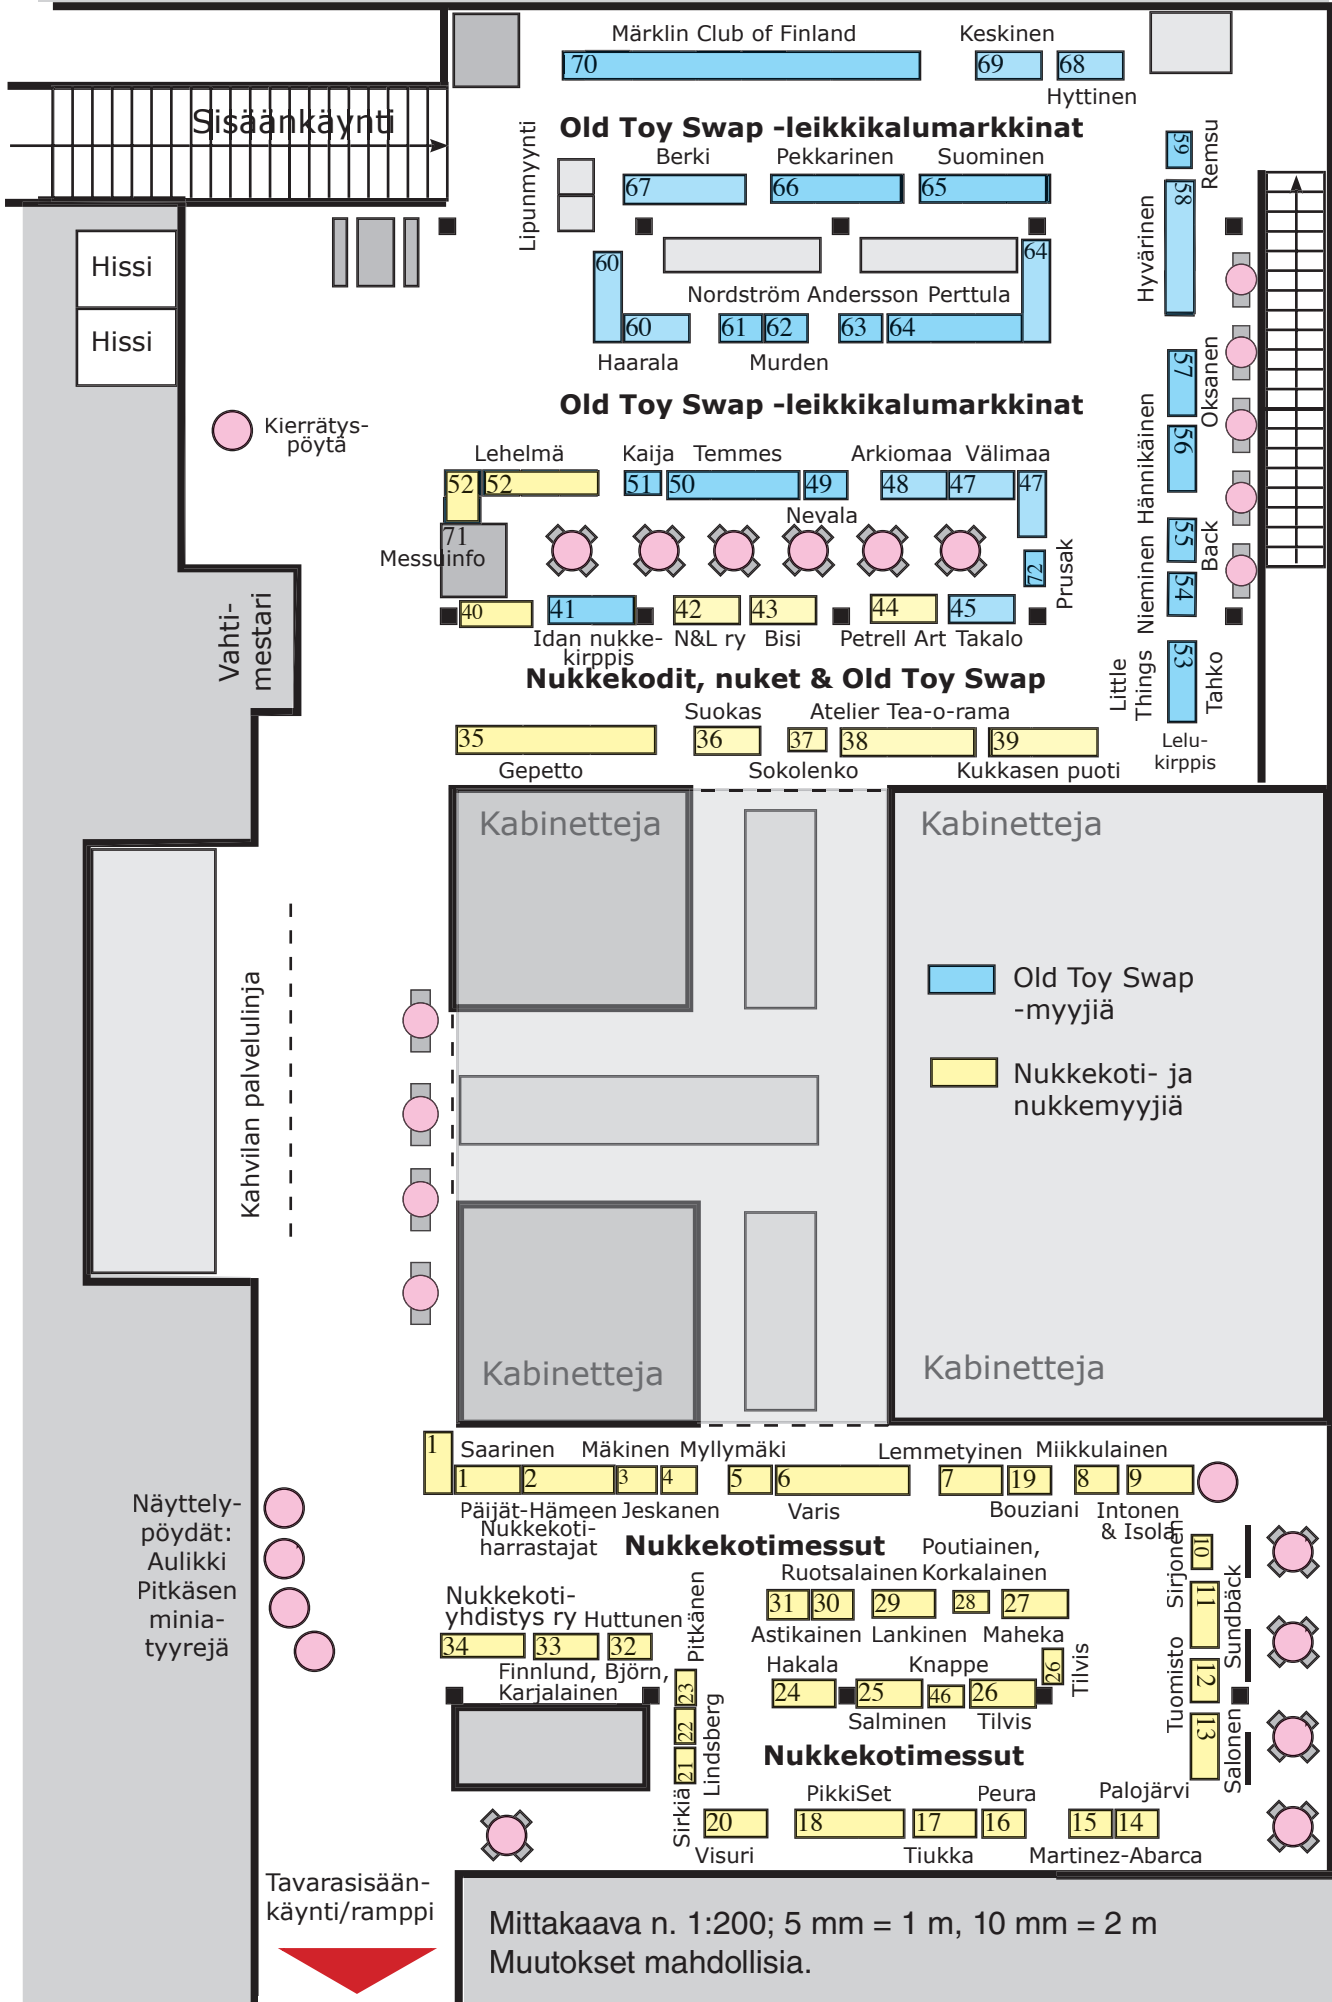 Märklin Club of Finland
Keskinen
70
69
68
Hyttinen
Sisäänkäynti
Old Toy Swap -leikkikalumarkkinat
Lipunmyynti
Berki
Pekkarinen
Suominen
67
66
65
59
Remsu
58
Hyvärinen
Hissi
Hissi
60
64
Nordström Andersson Perttula
60
61
62
63
64
Haarala
Murden
57
Oksanen
56
Hännikäinen
Old Toy Swap -leikkikalumarkkinat
Kierrätys-
pöytä
Lehelmä
Kaija
Temmes
Arkiomaa
Välimaa
52
52
51
50
49
48
47
47
Nevala
71
Messuinfo
72
Prusak
55
Back
54
Nieminen
40
41
42
43
44
45
Idan nukke-
kirppis
N&L ry
Bisi
Petrell Art
Takalo
Vahti-
mestari
53
Tahko
Little
Things
Lelu-
kirppis
Nukkekodit, nuket & Old Toy Swap
Suokas
Atelier Tea-o-rama
35
36
37
38
39
Gepetto
Sokolenko
Kukkasen puoti
Kabinetteja
Kabinetteja
Old Toy Swap
-myyjiä
Nukkekoti- ja
nukkemyyjiä
Kahvilan palvelulinja
Kabinetteja
Kabinetteja
1
Saarinen
Mäkinen
Myllymäki
Lemmetyinen
Miikkulainen
1
2
3
4
5
6
7
19
8
9
Päijät-Hämeen
Nukkekoti-
harrastajat
Jeskanen
Varis
Bouziani
Intonen
& Isola
Näyttely-
pöydät:
Aulikki
Pitkäsen
minia-
tyyrejä
Nukkekotimessut
Poutiainen,
Ruotsalainen
Korkalainen
31
30
29
28
27
Astikainen
Lankinen
Maheka
Sirjonen
10
11
Sundbäck
Tuomisto
12
13
Salonen
Nukkekoti-
yhdistys ry
Huttunen
34
33
32
Finnlund, Björn,
Karjalainen
Pitkänen
23
22
Lindsberg
21
Sirkiä
Hakala
Knappe
26
Tilvis
24
25
46
26
Salminen
Tilvis
Nukkekotimessut
PikkiSet
Peura
Palojärvi
20
18
17
16
15
14
Visuri
Tiukka
Martinez-Abarca
Tavarasisään-
käynti/ramppi
Mittakaava n. 1:200; 5 mm = 1 m, 10 mm = 2 m
Muutokset mahdollisia.